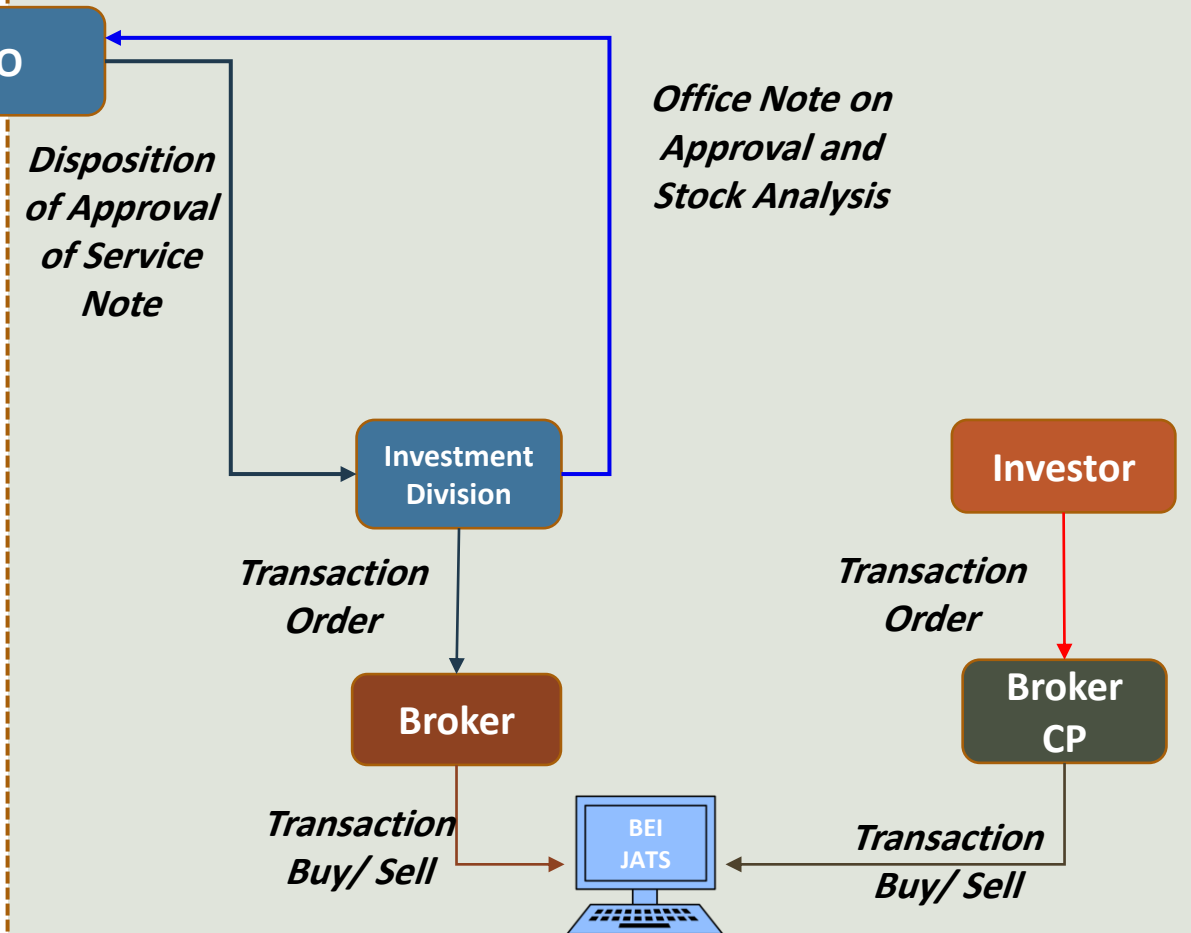 O
Office Note on
Approval and
Stock Analysis
Disposition
of Approval
of Service
Note
Investment
Division
Investor
Transaction
Order
Transaction
Order
Broker
Broker
CP
Transaction
Buy/ Sell
BEI
JATS
Transaction
Buy/ Sell